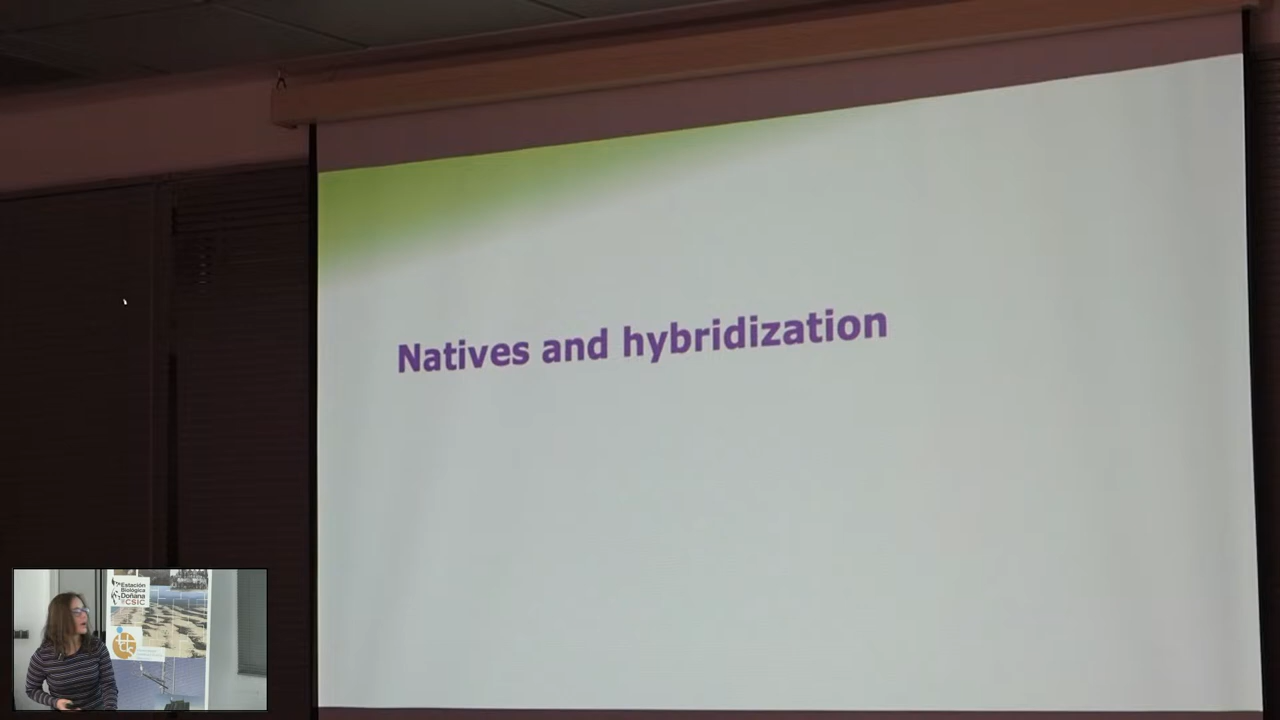 Natives and hybridization
Estación
Biológica
Doñana
CSIC